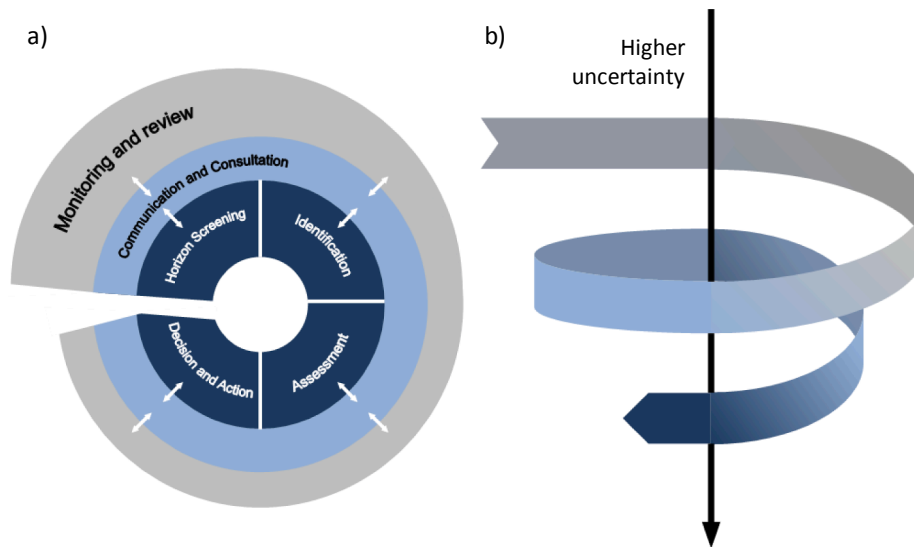 a)
Monitoring and review
Communication and Consultation
Horizon Screening
Identification
Decision and Action
Assessment
b)
Higher
uncertainty